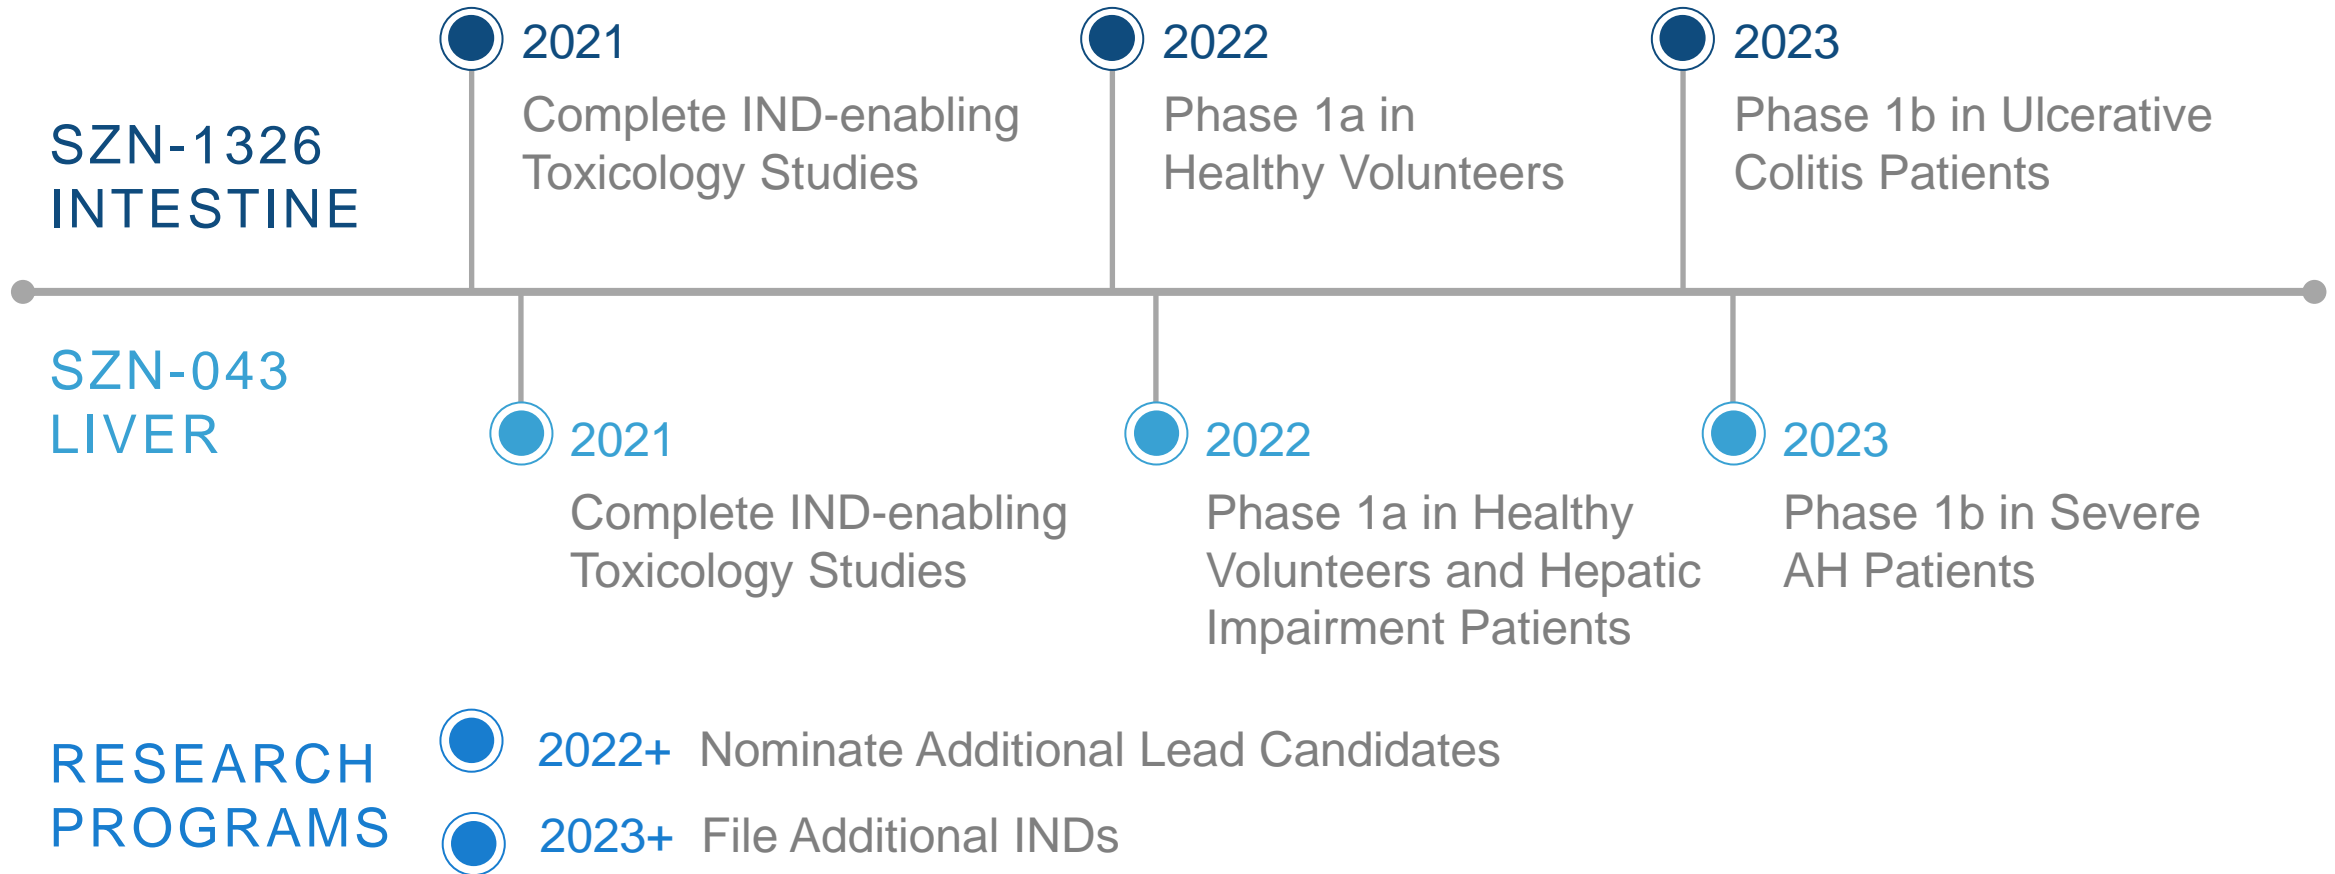 2021
Complete IND-enabling
Toxicology Studies
2022
Phase 1a in
Healthy Volunteers
2023
Phase 1b in Ulcerative
Colitis Patients
SZN-1326
INTESTINE
SZN-043
LIVER
2021
Complete IND-enabling
Toxicology Studies
2022
Phase 1a in Healthy
Volunteers and Hepatic
Impairment Patients
2023
Phase 1b in Severe
AH Patients
RESEARCH
PROGRAMS
2022+ Nominate Additional Lead Candidates
2023+ File Additional INDs